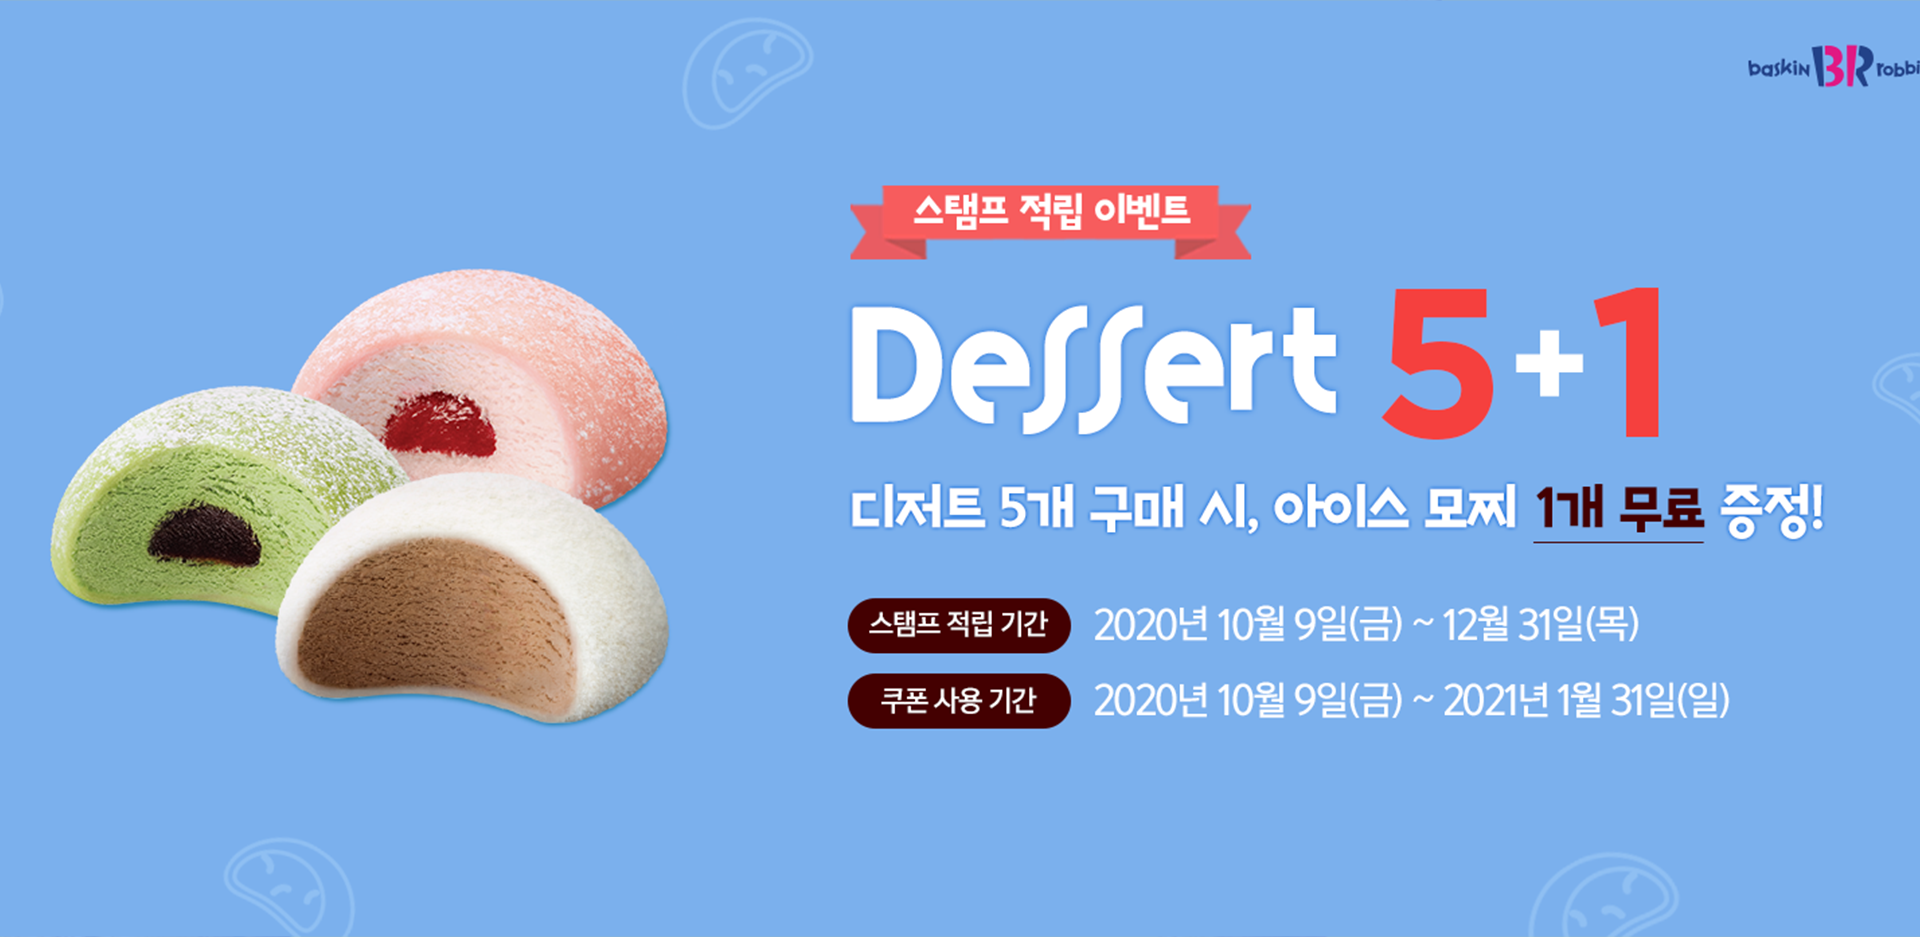 baskin BR robbi
스탬프 적립 이벤트
Dessert 5+1
디저트 5개 구매 시, 아이스 모찌 1개 무료 증정!
스탬프 적립 기간 2020년 10월 9일(금) ~ 12월 31일(목)
쿠폰 사용 기간 2020년 10월 9일(금) ~ 2021년 1월 31일(일)